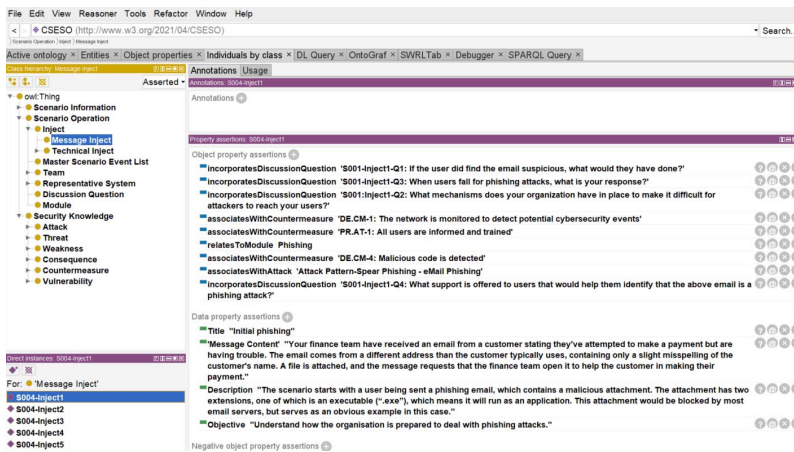 File Edit View Reasoner Tools Refactor Window Help
< > CSESO (http://www.w3.org/2021/04/CSESO) Search...
Scenario Operation Inject Message Inject
Active ontology × Entities × Object properties × Individuals by class × DL Query × OntoGraf × SWRLTab × Debugger × SPARQL Query ×
Class hierarchy: Message Inject
Asserted
owl:Thing
Scenario Information
Scenario Operation
Inject
Message Inject
Technical Inject
Master Scenario Event List
Team
Representative System
Discussion Question
Module
Security Knowledge
Attack
Threat
Weakness
Consequence
Countermeasure
Vulnerability
Direct instances: S004-Inject1
For: 'Message Inject'
S004-Inject1
S004-Inject2
S004-Inject3
S004-Inject4
S004-Inject5
Annotations Usage
Annotations: S004-Inject1
Annotations
Property assertions: S004-Inject1
Object property assertions
incorporatesDiscussionQuestion 'S001-Inject1-Q1: If the user did find the email suspicious, what would they have done?'
incorporatesDiscussionQuestion 'S001-Inject1-Q3: When users fall for phishing attacks, what is your response?'
incorporatesDiscussionQuestion 'S001-Inject1-Q2: What mechanisms does your organization have in place to make it difficult for
attackers to reach your users?'
associatesWithCountermeasure 'DE.CM-1: The network is monitored to detect potential cybersecurity events'
associatesWithCountermeasure 'PR.AT-1: All users are informed and trained'
relatesToModule Phishing
associatesWithCountermeasure 'DE.CM-4: Malicious code is detected'
associatesWithAttack 'Attack Pattern-Spear Phishing - eMail Phishing'
incorporatesDiscussionQuestion 'S001-Inject1-Q4: What support is offered to users that would help them identify that the above email is a
phishing attack?'
Data property assertions
Title "Initial phishing"
'Message Content' "Your finance team have received an email from a customer stating they've attempted to make a payment but are
having trouble. The email comes from a different address than the customer typically uses, containing only a slight misspelling of the
customer's name. A file is attached, and the message requests that the finance team open it to help the customer in making their
payment."
Description "The scenario starts with a user being sent a phishing email, which contains a malicious attachment. The attachment has two
extensions, one of which is an executable (".exe"), which means it will run as an application. This attachment would be blocked by most
email servers, but serves as an obvious example in this case."
Objective "Understand how the organisation is prepared to deal with phishing attacks."
Negative object property assertions